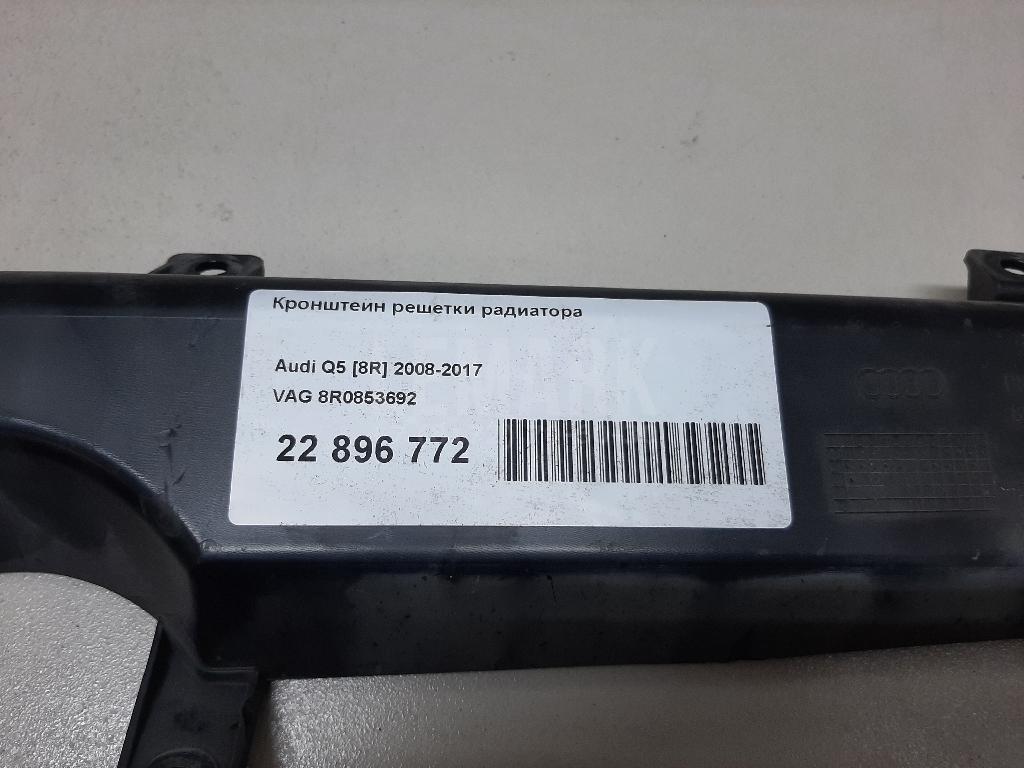 Кронштейн решетки радиатора
Audi Q5 [8R] 2008-2017
VAG 8R0853692
22 896 772